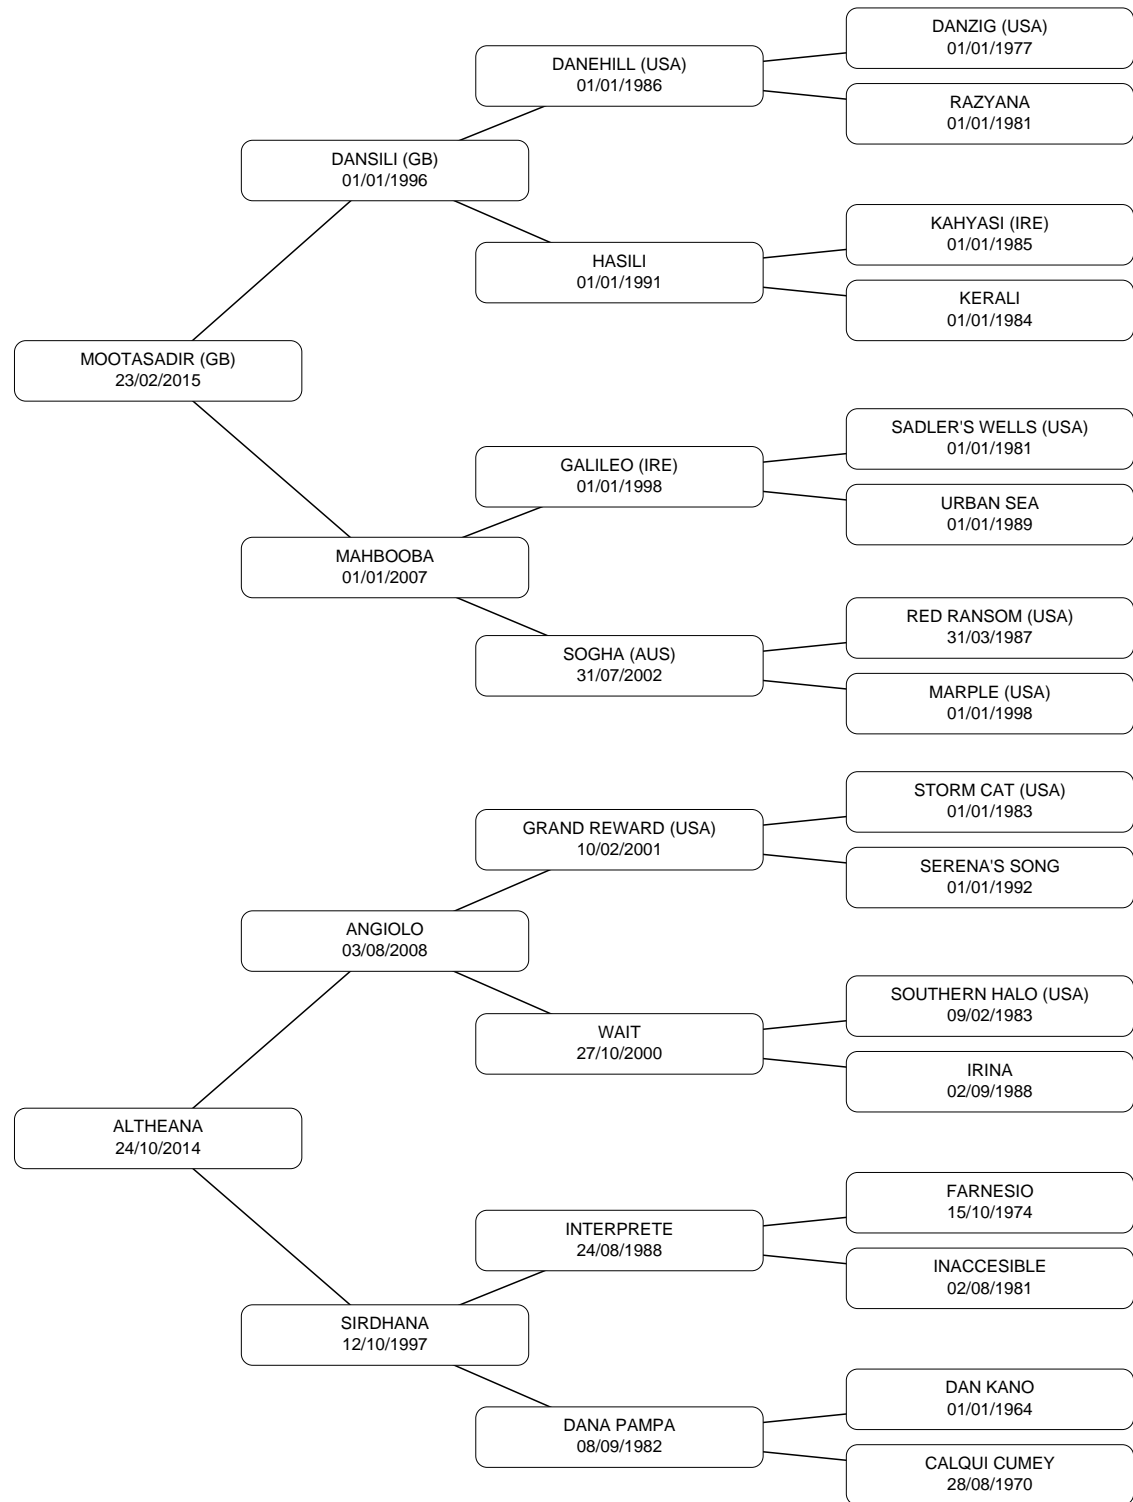 DANZIG (USA)
01/01/1977
DANEHILL (USA)
01/01/1986
RAZYANA
01/01/1981
DANSILI (GB)
01/01/1996
KAHYASI (IRE)
01/01/1985
HASILI
01/01/1991
KERALI
01/01/1984
MOOTASADIR (GB)
23/02/2015
SADLER'S WELLS (USA)
01/01/1981
GALILEO (IRE)
01/01/1998
URBAN SEA
01/01/1989
MAHBOOBA
01/01/2007
RED RANSOM (USA)
31/03/1987
SOGHA (AUS)
31/07/2002
MARPLE (USA)
01/01/1998
STORM CAT (USA)
01/01/1983
GRAND REWARD (USA)
10/02/2001
SERENA'S SONG
01/01/1992
ANGIOLO
03/08/2008
SOUTHERN HALO (USA)
09/02/1983
WAIT
27/10/2000
IRINA
02/09/1988
ALTHEANA
24/10/2014
FARNESIO
15/10/1974
INTERPRETE
24/08/1988
INACCESIBLE
02/08/1981
SIRDHANA
12/10/1997
DAN KANO
01/01/1964
DANA PAMPA
08/09/1982
CALQUI CUMEY
28/08/1970